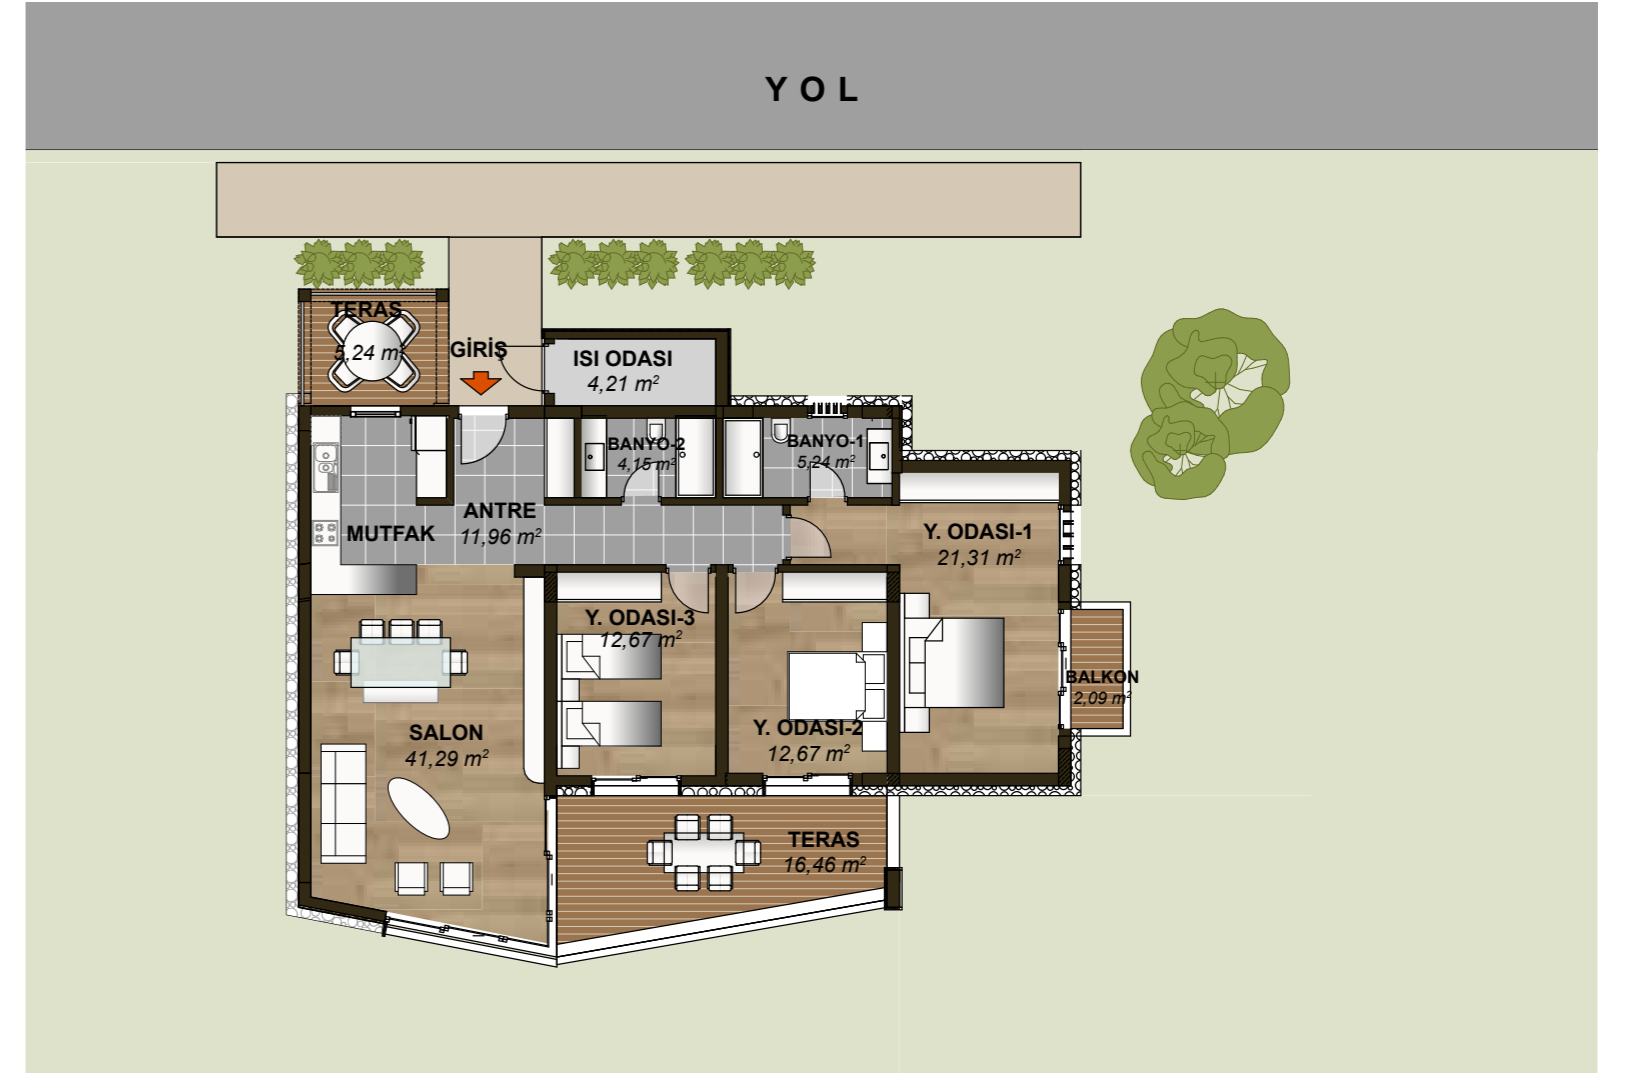 YOL
TERAS
5,24 m²
GİRİŞ
ISI ODASI
4,21 m²
BANYO-2
4,15 m²
BANYO-1
5,24 m²
ANTRE
11,96 m²
MUTFAK
Y. ODASI-1
21,31 m²
Y. ODASI-3
12,67 m²
BALKON
2,09 m²
SALON
41,29 m²
Y. ODASI-2
12,67 m²
TERAS
16,46 m²